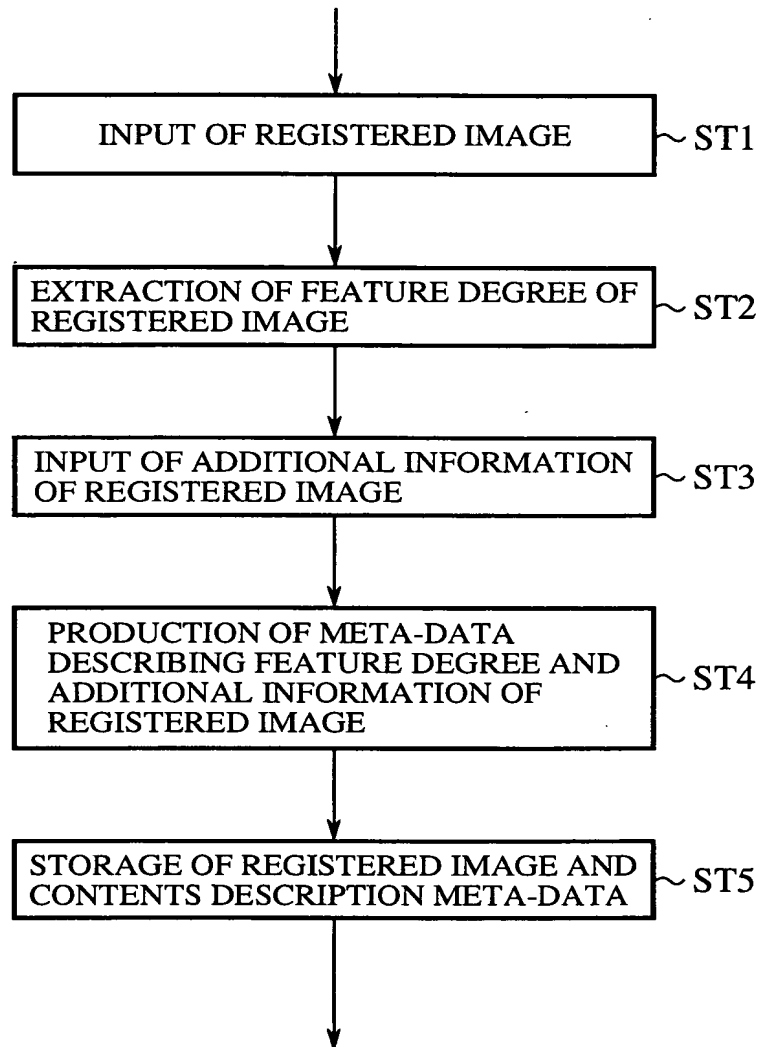 INPUT OF REGISTERED IMAGE
ST1
EXTRACTION OF FEATURE DEGREE OF
REGISTERED IMAGE
ST2
INPUT OF ADDITIONAL INFORMATION
OF REGISTERED IMAGE
ST3
PRODUCTION OF META-DATA
DESCRIBING FEATURE DEGREE AND
ADDITIONAL INFORMATION OF
REGISTERED IMAGE
ST4
STORAGE OF REGISTERED IMAGE AND
CONTENTS DESCRIPTION META-DATA
ST5